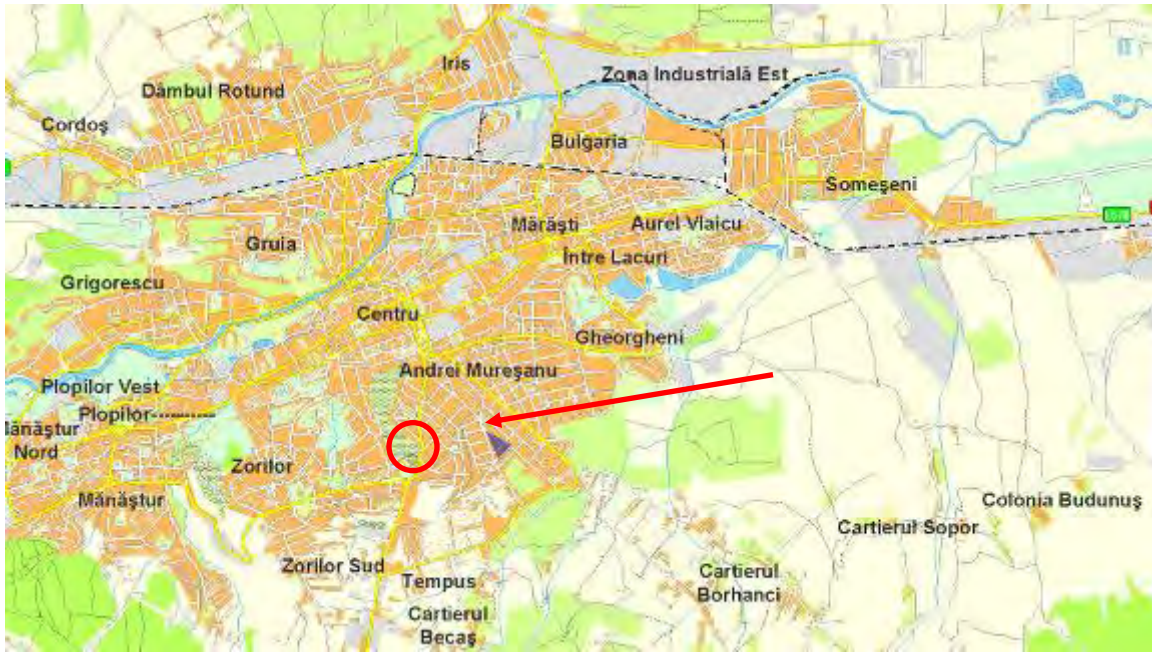 Iris
Zona Industrială Est
Dâmbul Rotund
Cordoş
Bulgaria
Someşeni
Mărăşti
Aurel Vlaicu
Gruia
Între Lacuri
Grigorescu
Centru
Gheorgheni
Andrei Mureşanu
Plopilor Vest
Plopilor
Mănăştur
Nord
Zorilor
Mănăştur
Colonia Budunuş
Cartierul Sopor
Zorilor Sud
Tempus
Cartierul
Borhanci
Cartierul
Becaş